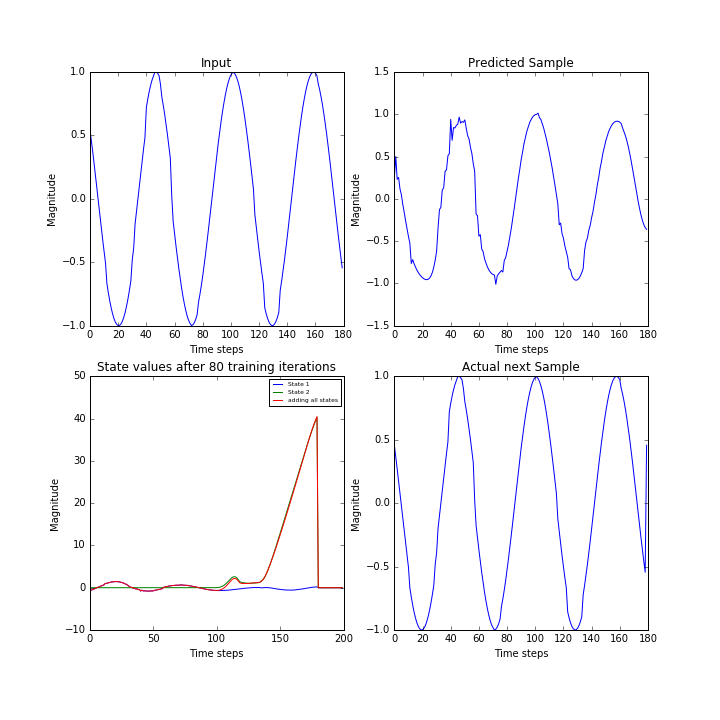 Input
Magnitude
1.0
0.5
0.0
−0.5
−1.0
0 20 40 60 80 100 120 140 160 180
Time steps
Predicted Sample
Magnitude
1.5
1.0
0.5
0.0
−0.5
−1.0
−1.5
0 20 40 60 80 100 120 140 160 180
Time steps
State values after 80 training iterations
Magnitude
50
40
30
20
10
0
−10
0 50 100 150 200
Time steps
State 1
State 2
adding all states
Actual next Sample
Magnitude
1.0
0.5
0.0
−0.5
−1.0
0 20 40 60 80 100 120 140 160 180
Time steps